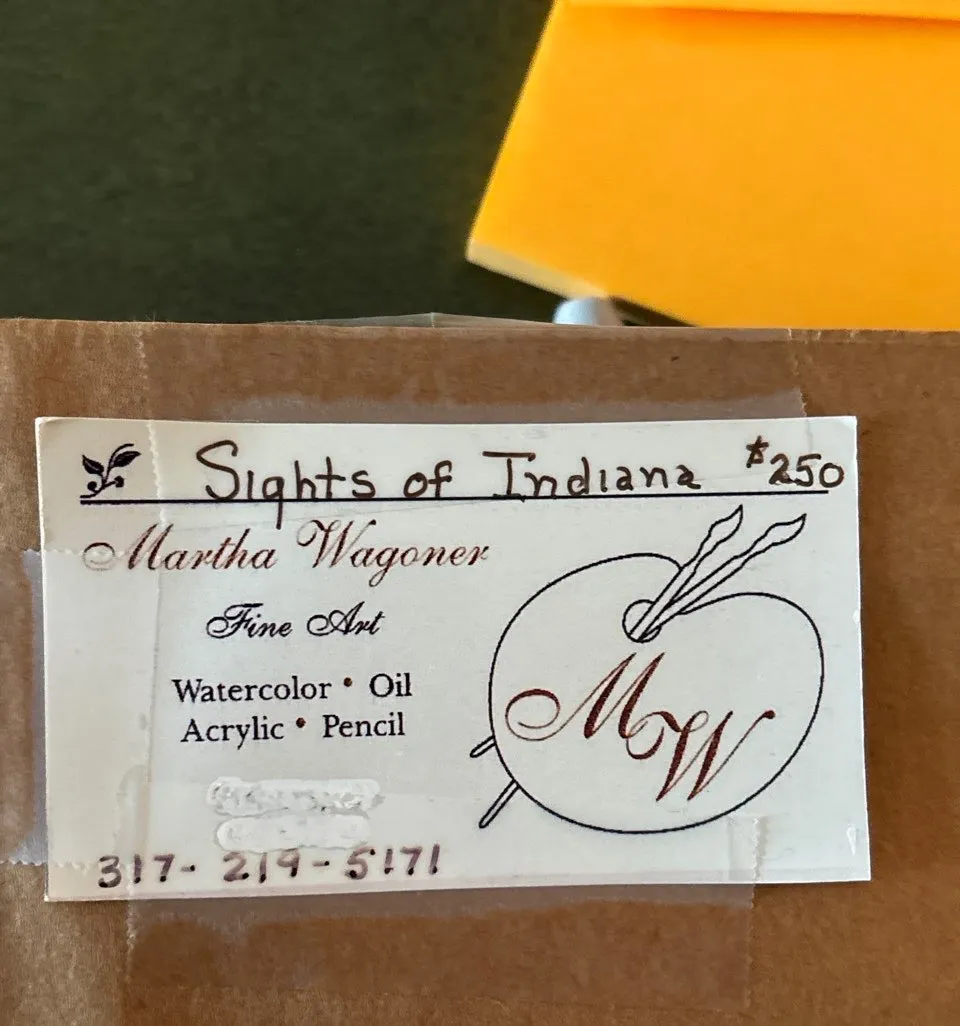 Sights of Indiana $250
Martha Wagoner
Fine Art
Watercolor • Oil
Acrylic • Pencil
MW
317-219-5171